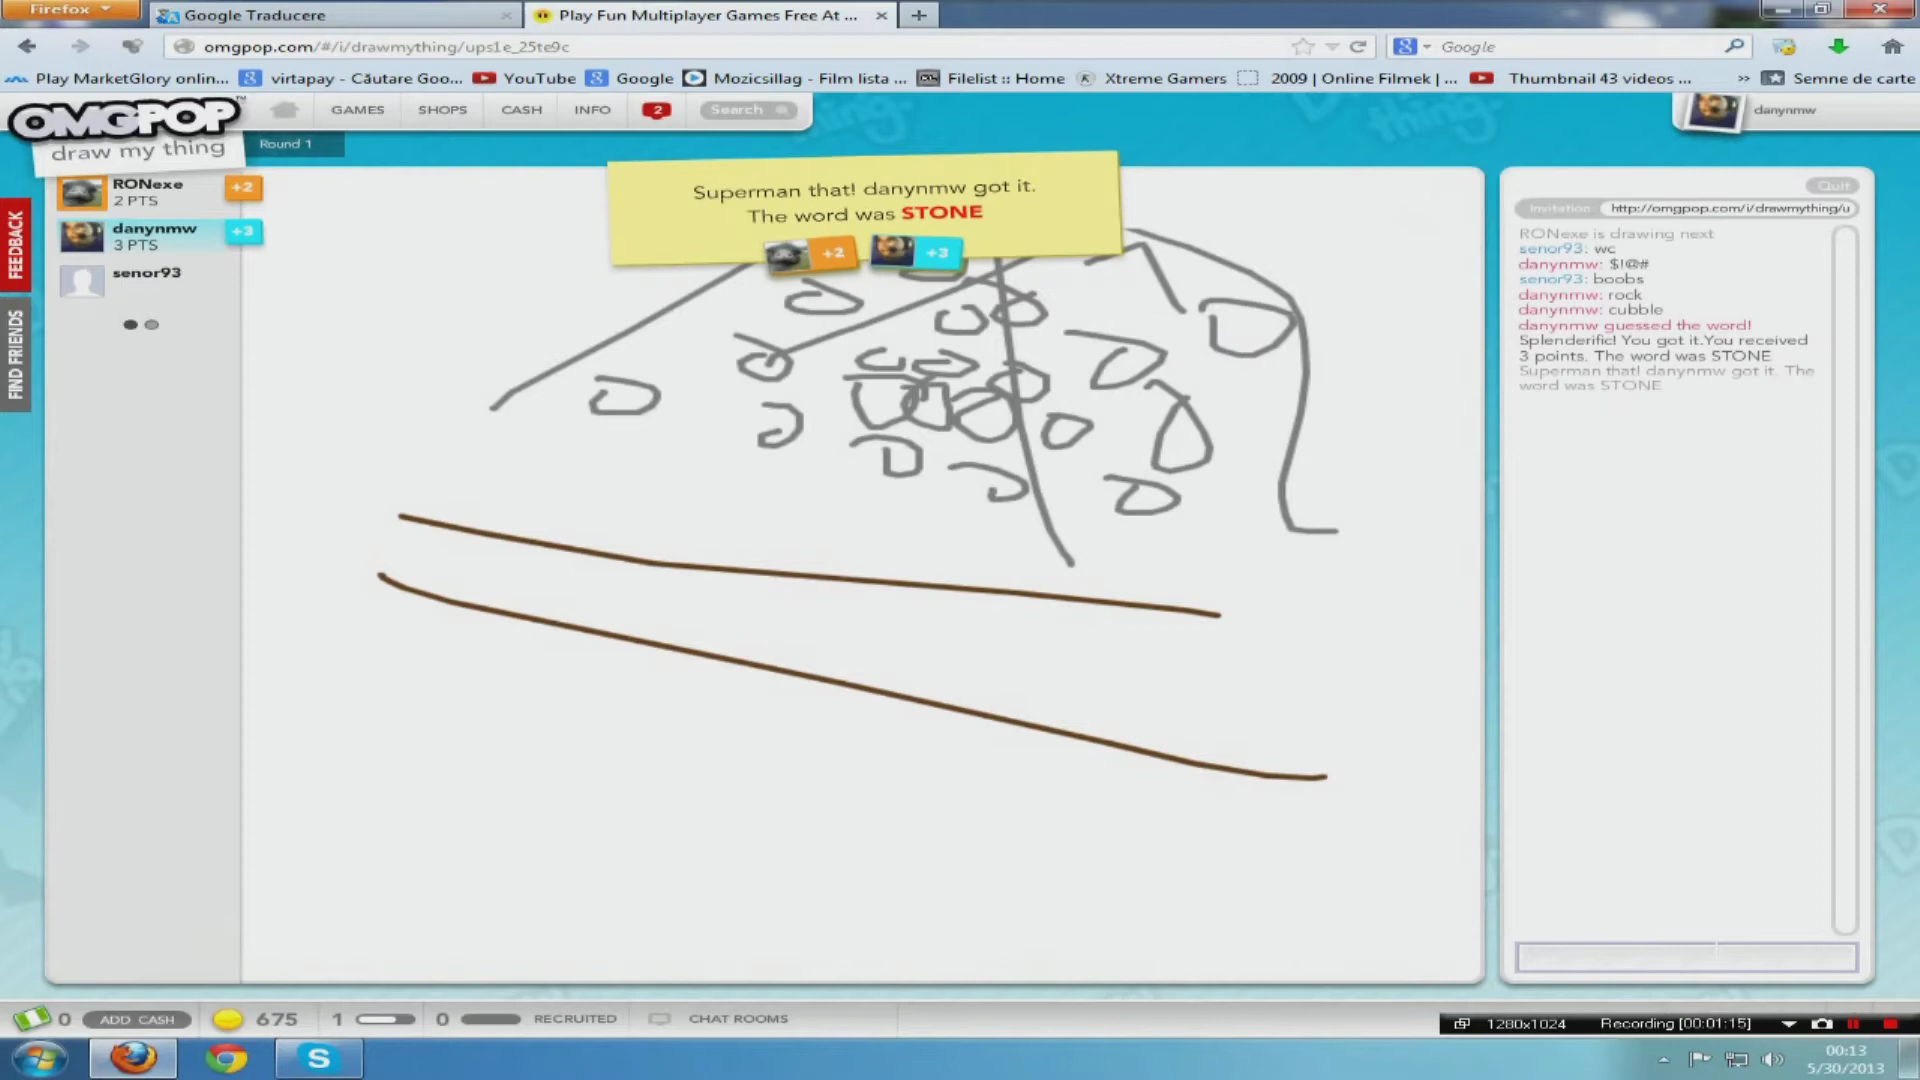 Firefox
Google Traducere
Play Fun Multiplayer Games Free At ...
omgpop.com/#/i/drawmything/ups1e_25te9c
Google
Play MarketGlory onlin...
virtapay - Căutare Goo...
YouTube
Google
Mozicsillag - Film lista ...
Filelist :: Home
Xtreme Gamers
2009 | Online Filmek | ...
Thumbnail 43 videos ...
Semne de carte
OMGPOP
GAMES
SHOPS
CASH
INFO
2
Search
danynmw
draw my thing
Round 1
FEEDBACK
FIND FRIENDS
RONexe
2 PTS
+2
danynmw
3 PTS
+3
senor93
Superman that! danynmw got it.
The word was STONE
+2
+3
Quit
Invitation
http://omgpop.com/i/drawmything/u
RONexe is drawing next
senor93: wc
danynmw: $!@#
senor93: boobs
danynmw: rock
danynmw: cubble
danynmw guessed the word!
Splenderific! You got it.You received
3 points. The word was STONE
Superman that! danynmw got it. The
word was STONE
0
ADD CASH
675
1
0
RECRUITED
CHAT ROOMS
1280x1024
Recording [00:01:15]
00:13
5/30/2013